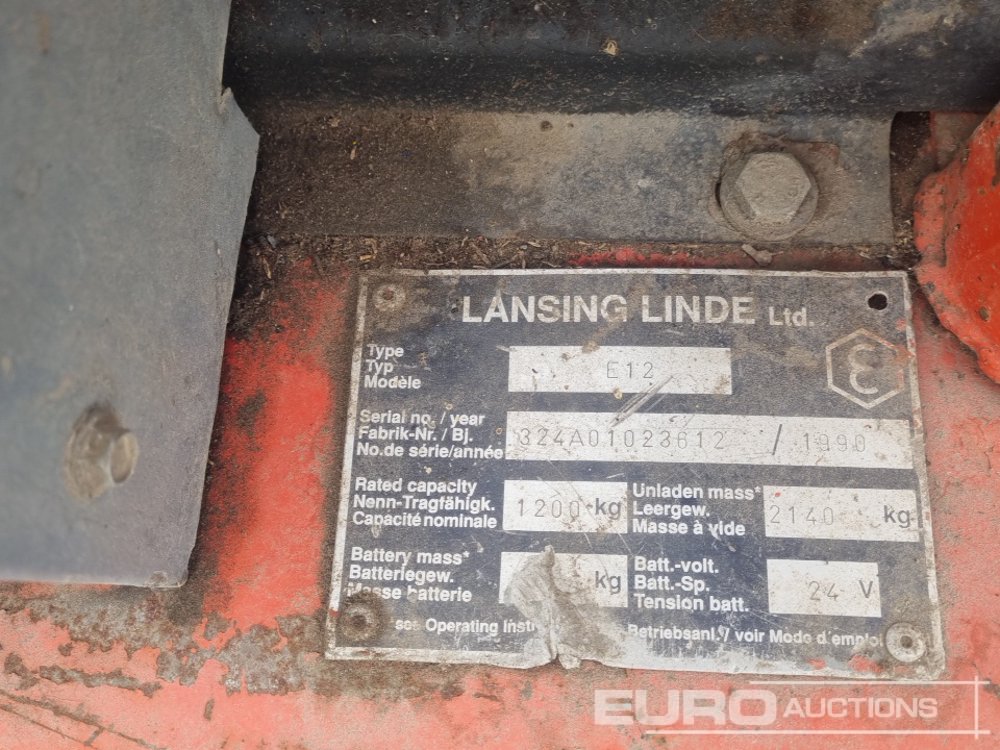 LANSING LINDE Ltd.
Type
Typ
Modèle
E12
Serial no. / year
Fabrik-Nr. / Bj.
No.de série/année
324A01023612 / 1990
Rated capacity
Nenn-Tragfähigk.
Capacité nominale
1200 kg
Unladen mass*
Leergew.
Masse à vide
2140 kg
Battery mass*
Batteriegew.
Masse batterie
kg
Batt.-volt.
Batt.-Sp.
Tension batt.
24 V
Operating Betriebsanl./ voir Mode d'emploi
EURO AUCTIONS